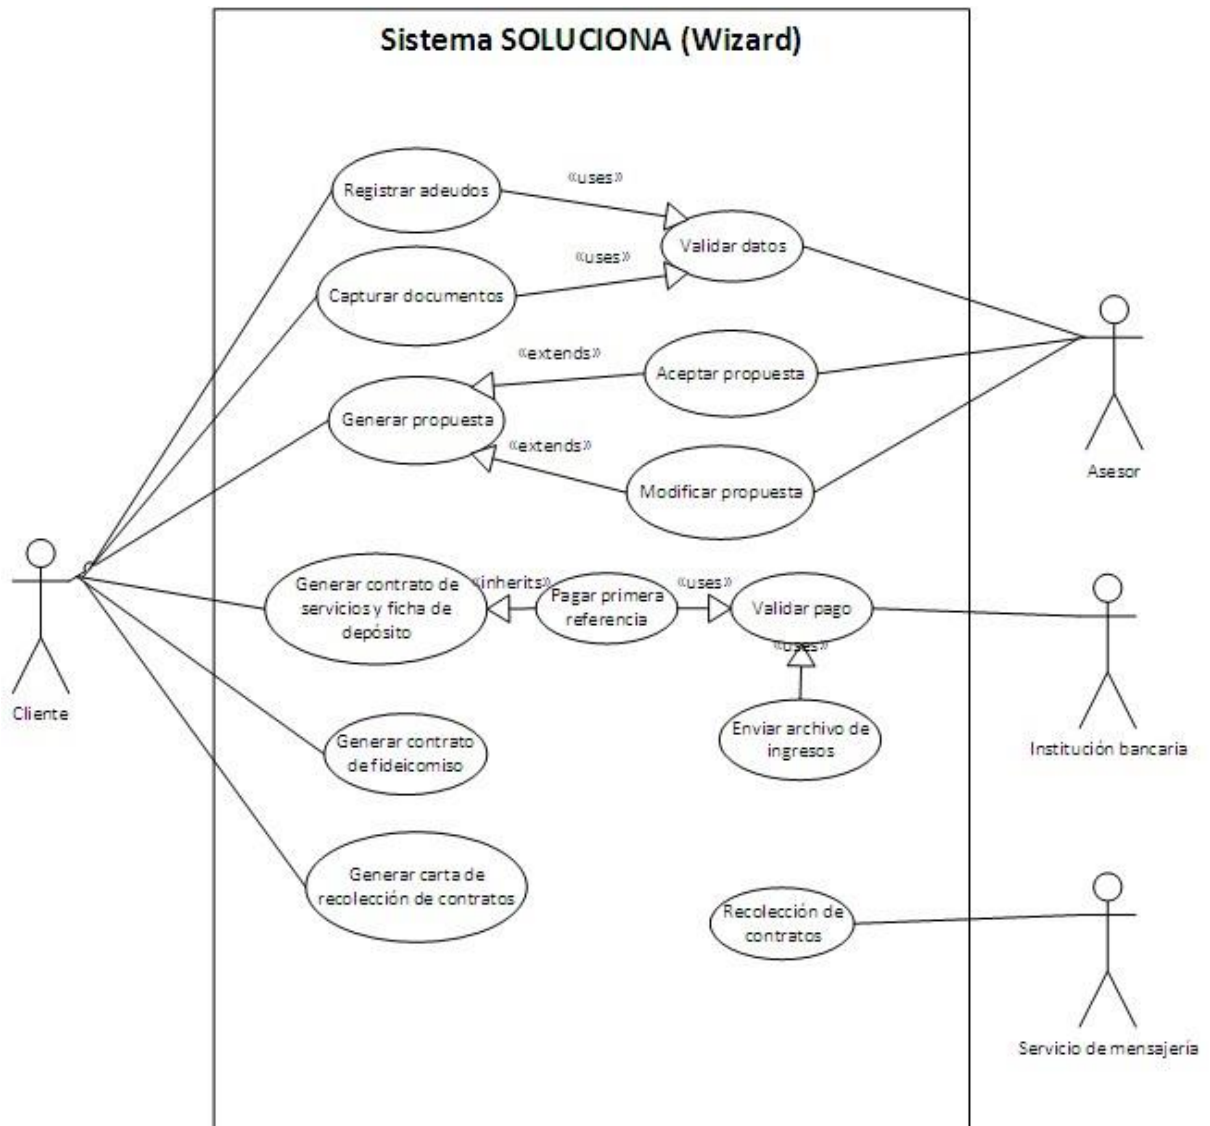 Sistema SOLUCIONA (Wizard)
Registrar adeudos
«uses»
Validar datos
Capturar documentos
«uses»
«extends»
Aceptar propuesta
Generar propuesta
«extends»
Modificar propuesta
Asesor
Generar contrato de
servicios y ficha de
depósito
«inherits»
Pagar primera
referencia
«uses»
Validar pago
«uses»
Cliente
Generar contrato
de fideicomiso
Enviar archivo de
ingresos
Institución bancaria
Generar carta de
recolección de contratos
Recolección de
contratos
Servicio de mensajería